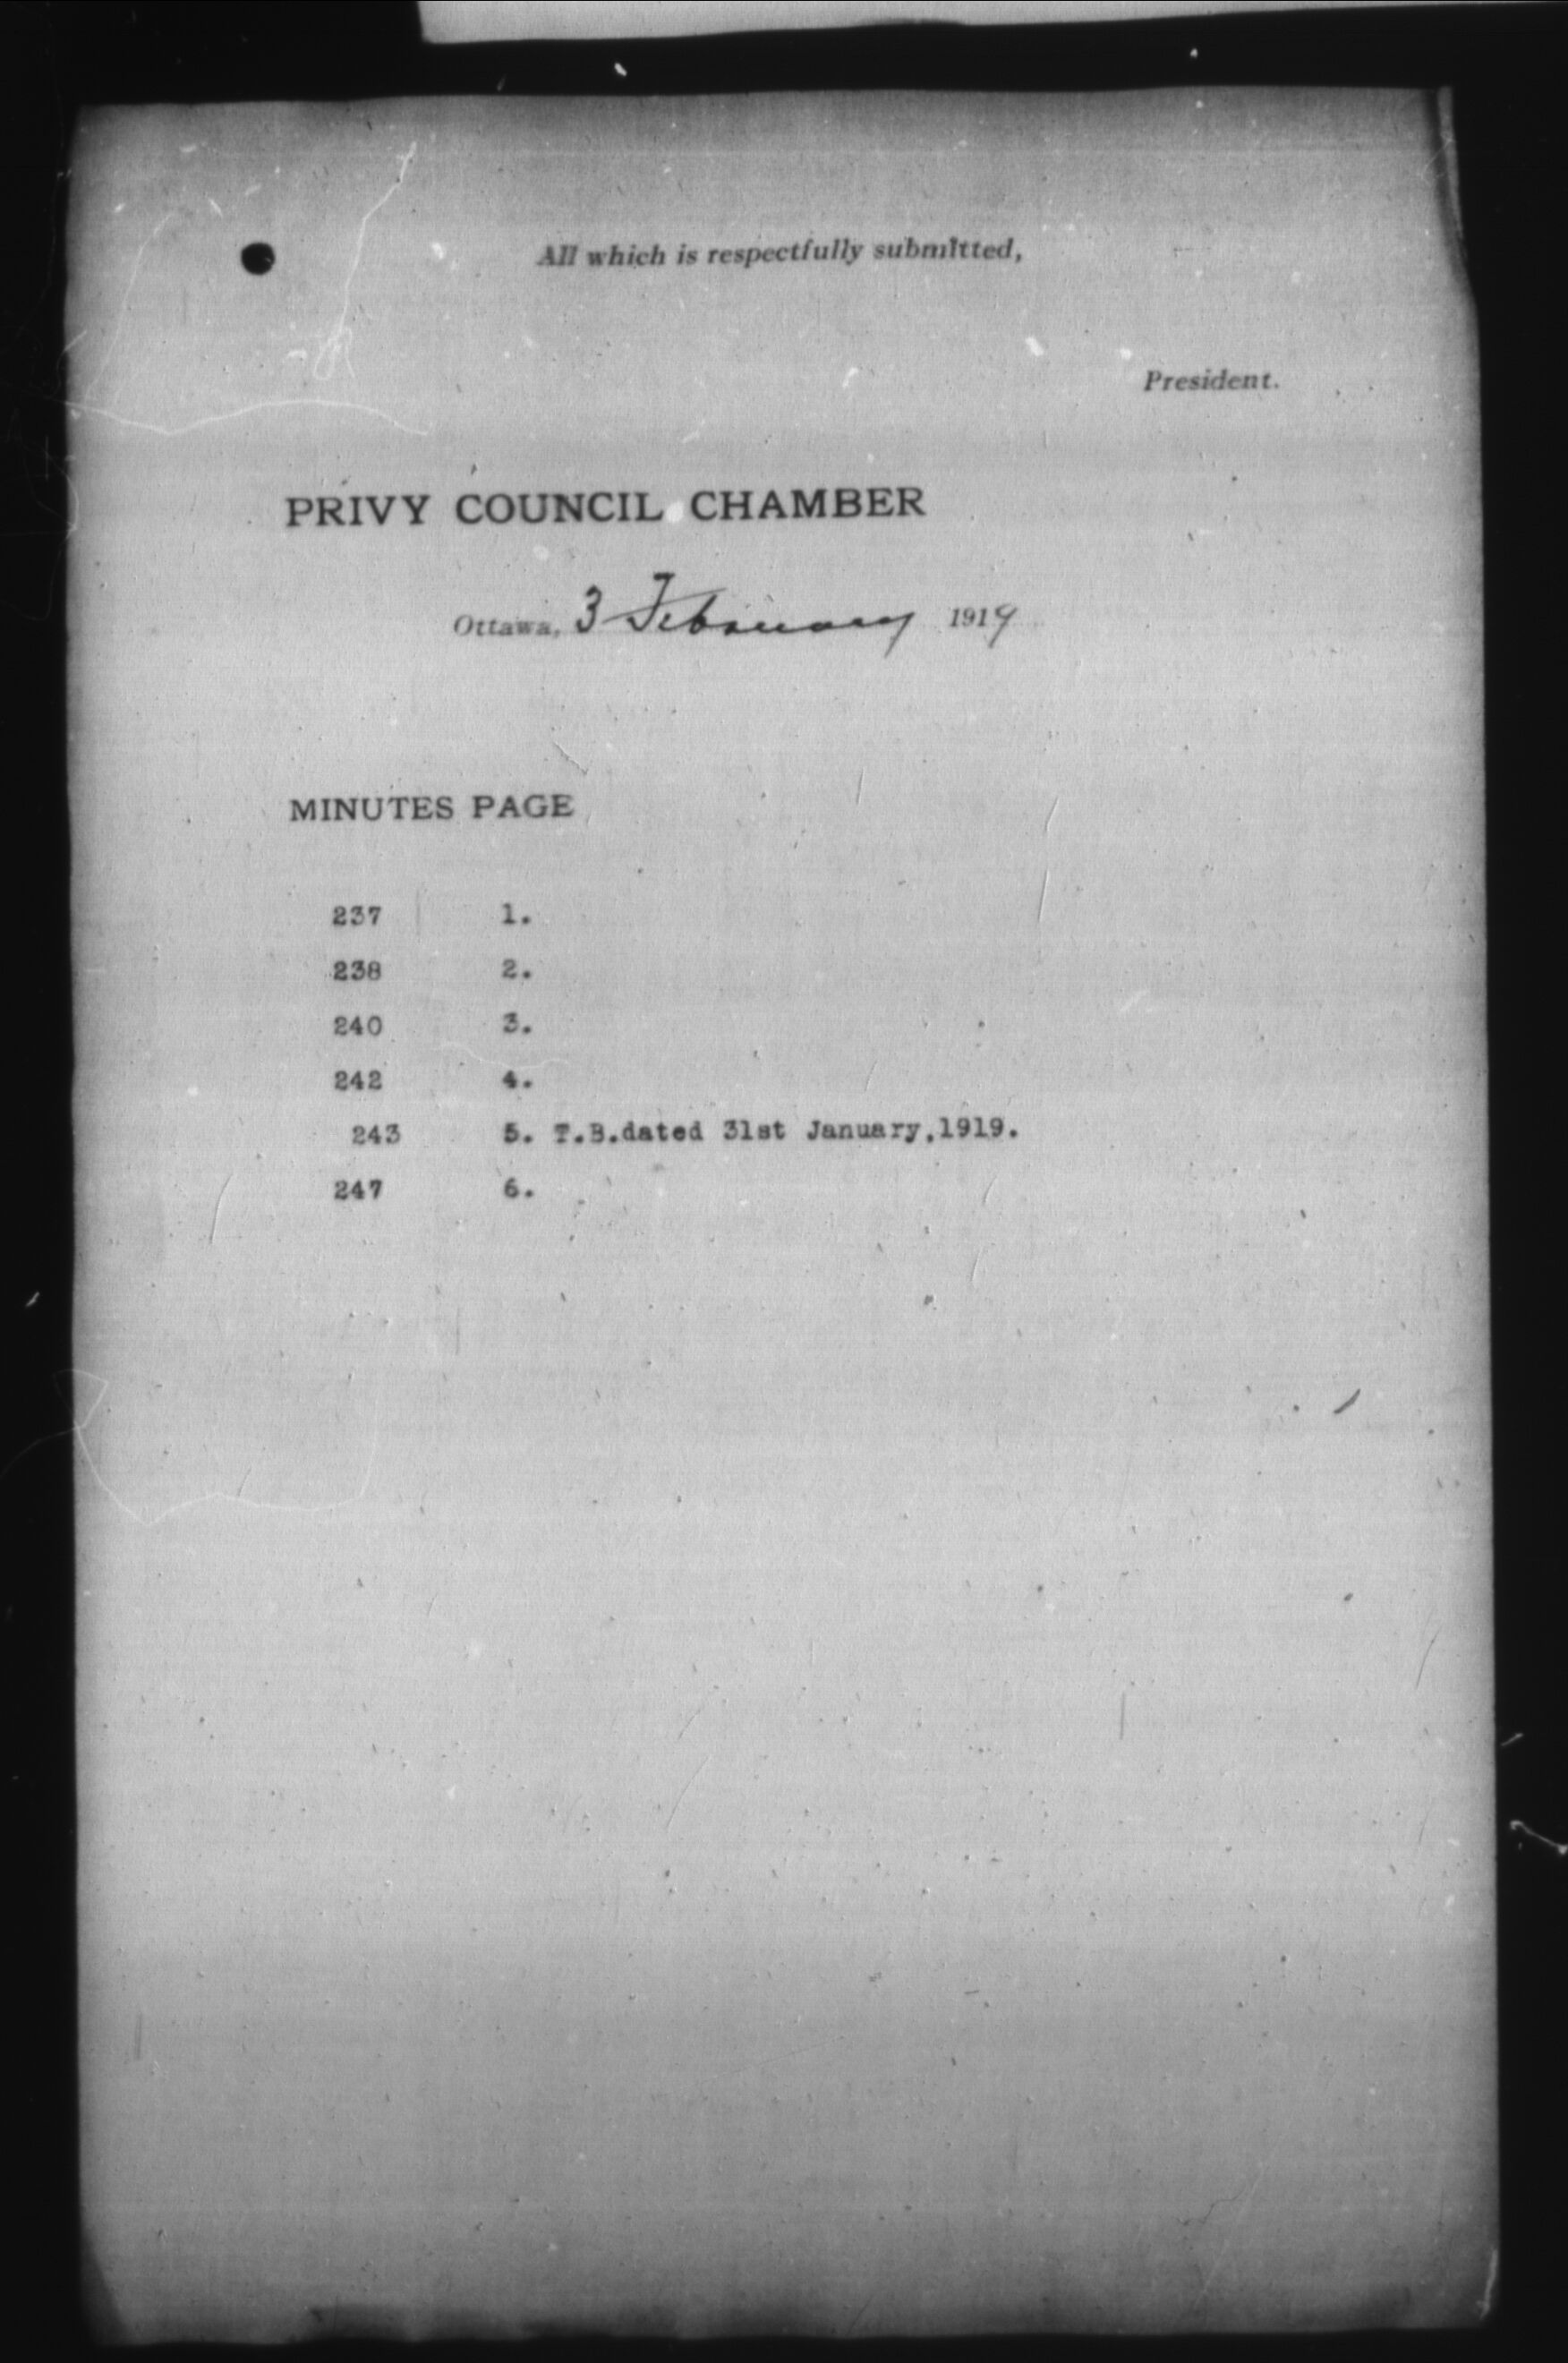 All which is respectfully submitted,
President.
PRIVY COUNCIL CHAMBER
Ottawa, 3 February 1919
MINUTES PAGE
237 1.
238 2.
240 3.
242 4.
243 5. T.B.dated 31st January,1919.
247 6.